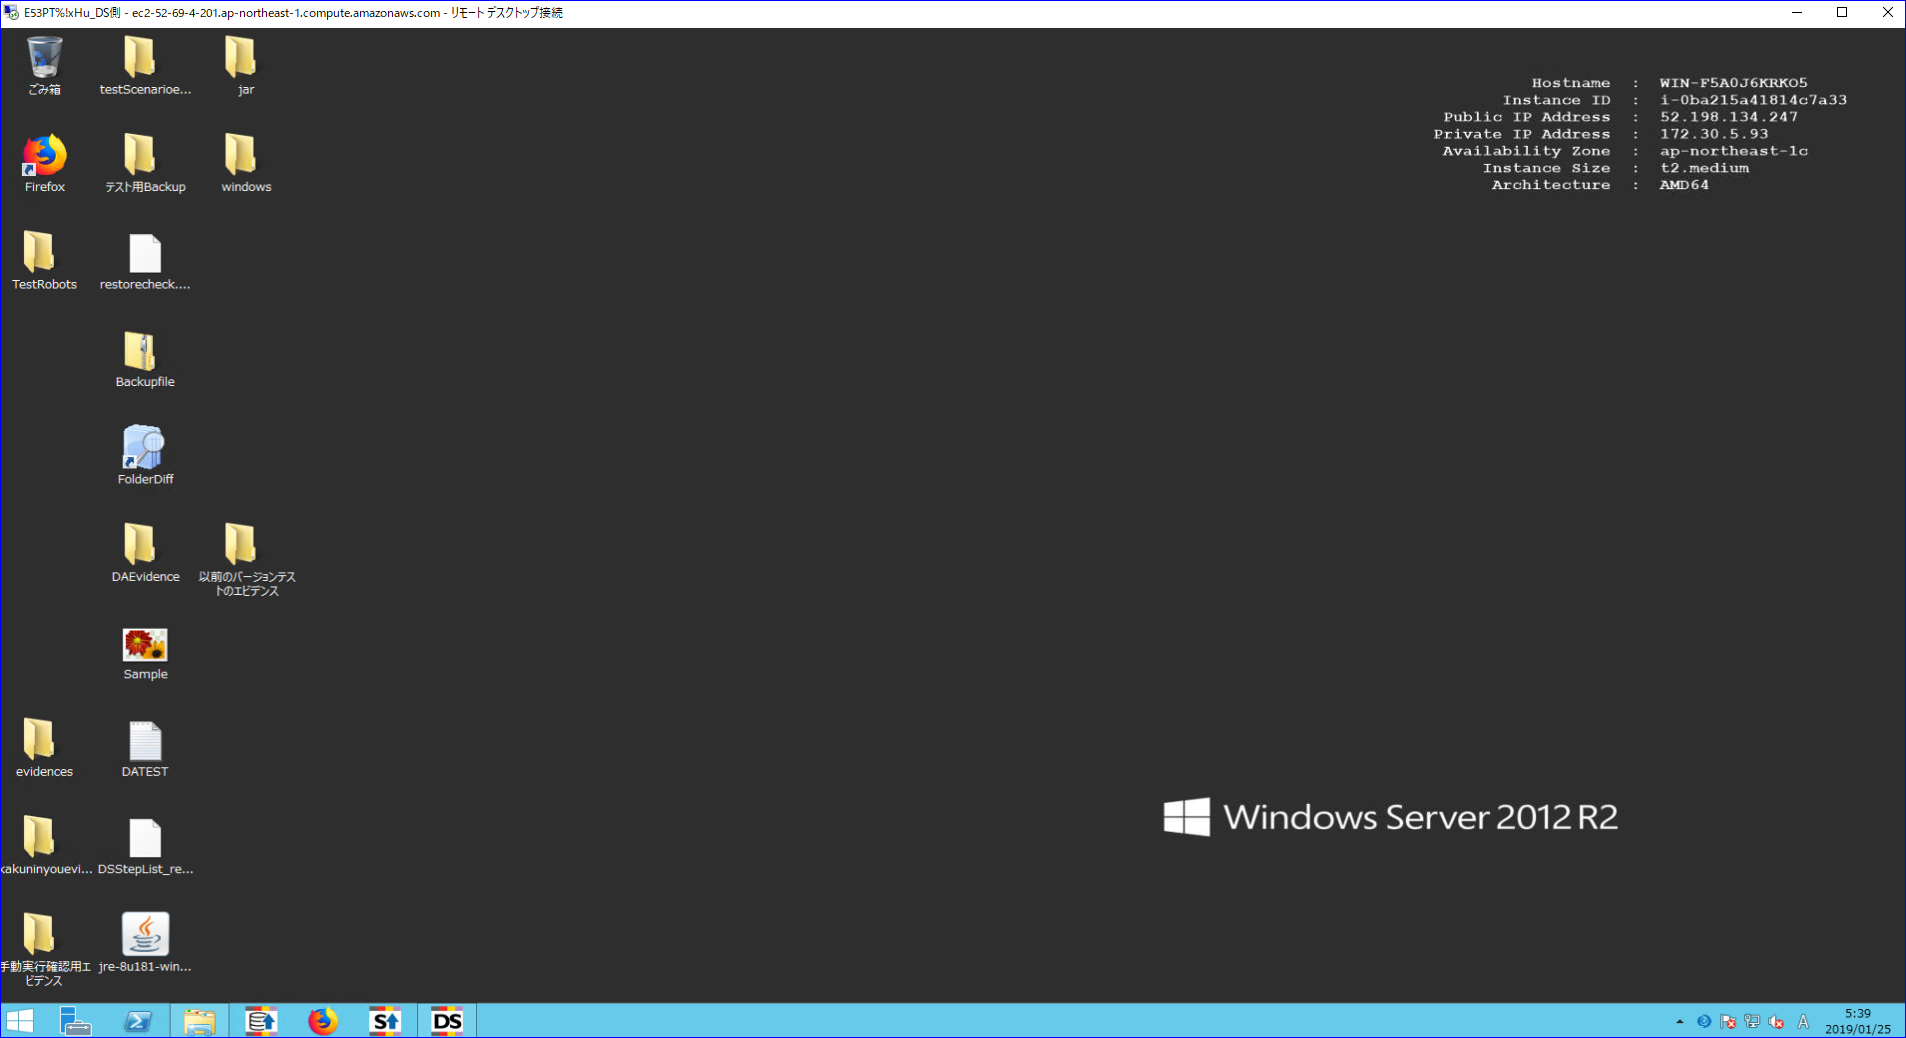 E53PT%!xHu_DS側 - ec2-52-69-4-201.ap-northeast-1.compute.amazonaws.com - リモート デスクトップ接続
ごみ箱
testScenarioe...
jar
Hostname : WIN-F5A0J6KRKO5
Instance ID : i-0ba215a41814c7a33
Public IP Address : 52.198.134.247
Private IP Address : 172.30.5.93
Availability Zone : ap-northeast-1c
Instance Size : t2.medium
Architecture : AMD64
Firefox
テスト用Backup
windows
TestRobots
restorecheck....
Backupfile
FolderDiff
DAEvidence
以前のバージョンテス
トのエビデンス
Sample
evidences
DATEST
Windows Server 2012 R2
kakuninyouevi...
DSStepList_re...
手動実行確認用エ
ビデンス
jre-8u181-win...
S
DS
A
5:39
2019/01/25